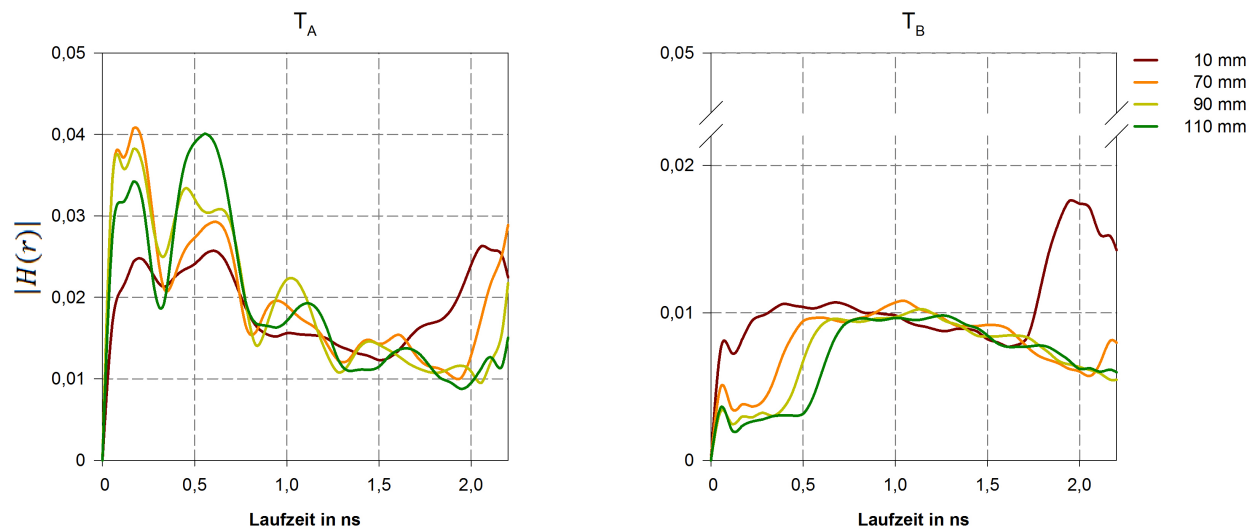 T_A
0,05
0,04
0,03
0,02
0,01
0
|H(r)|
0 0,5 1,0 1,5 2,0
Laufzeit in ns
T_B
0,05
0,02
0,01
0
0 0,5 1,0 1,5 2,0
Laufzeit in ns
10 mm
70 mm
90 mm
110 mm